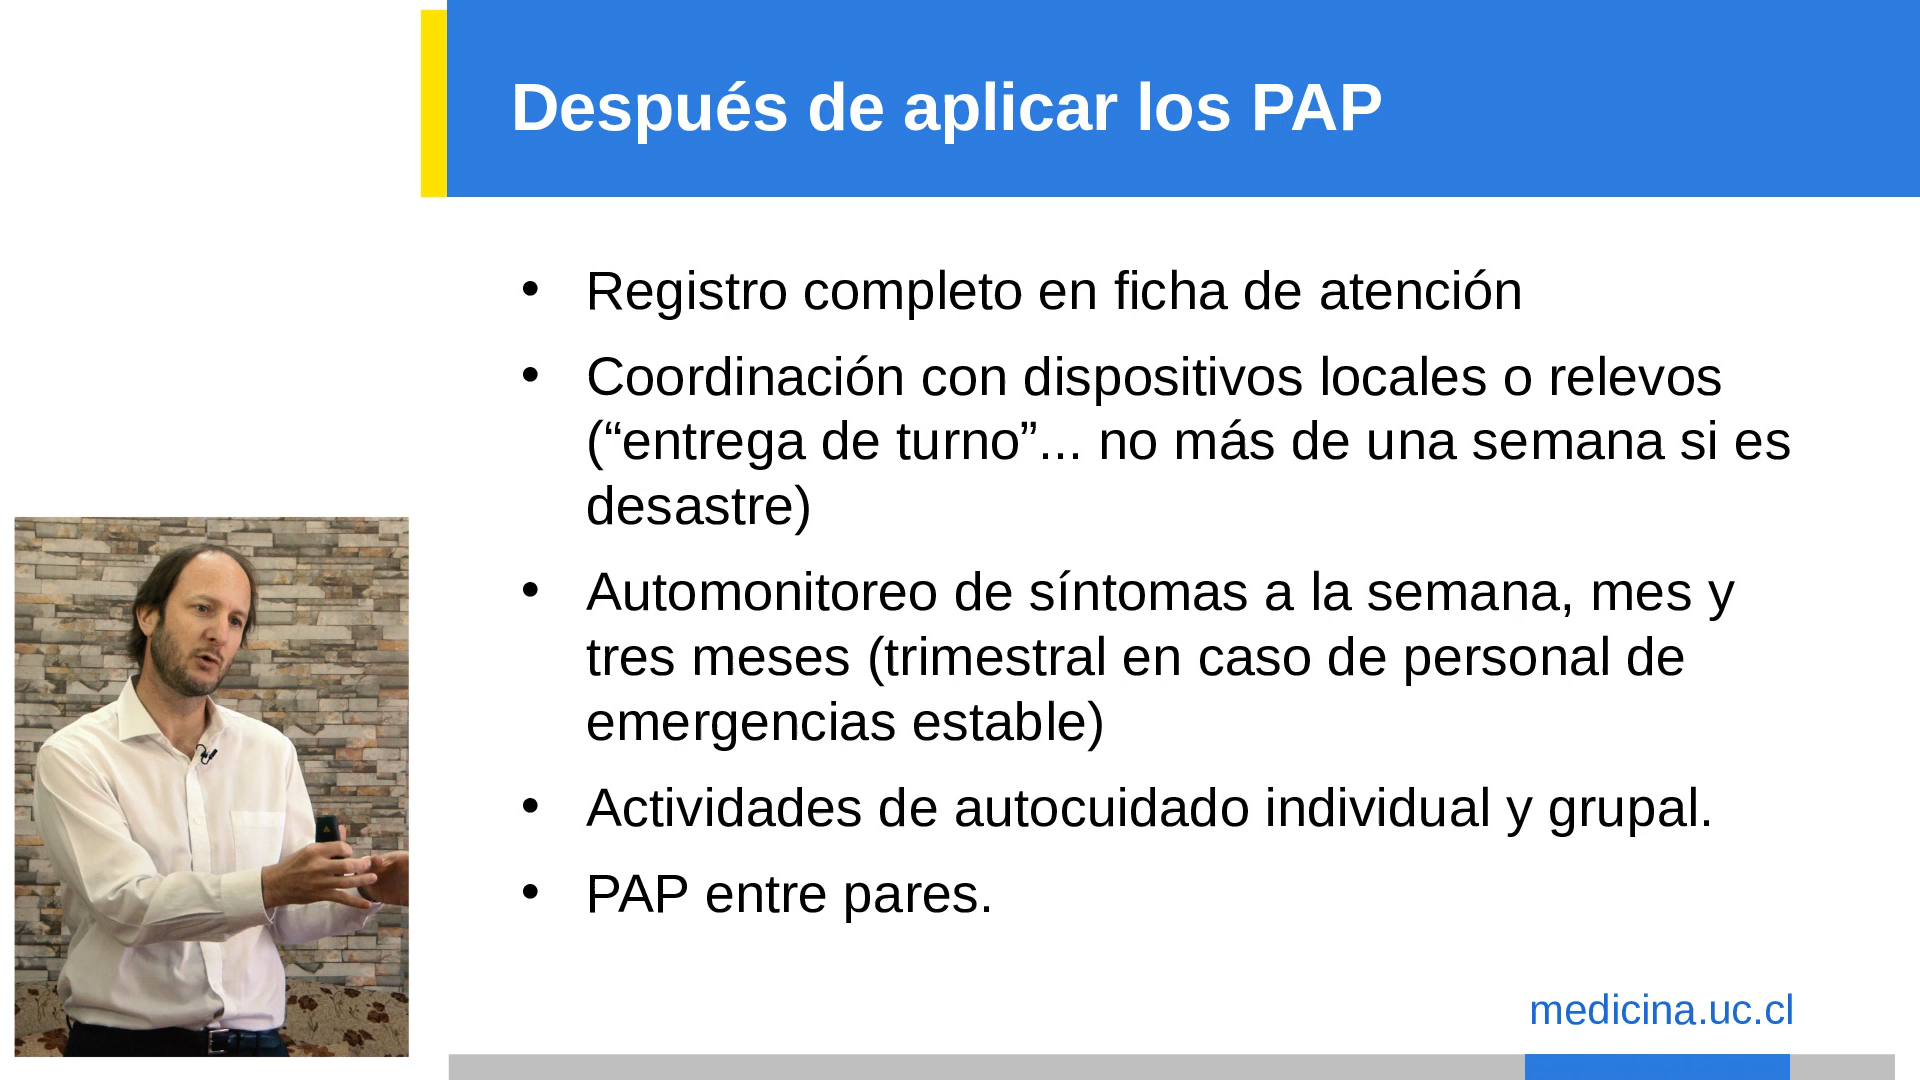 Después de aplicar los PAP
• Registro completo en ficha de atención
• Coordinación con dispositivos locales o relevos
(“entrega de turno”... no más de una semana si es
desastre)
• Automonitoreo de síntomas a la semana, mes y
tres meses (trimestral en caso de personal de
emergencias estable)
• Actividades de autocuidado individual y grupal.
• PAP entre pares.
medicina.uc.cl